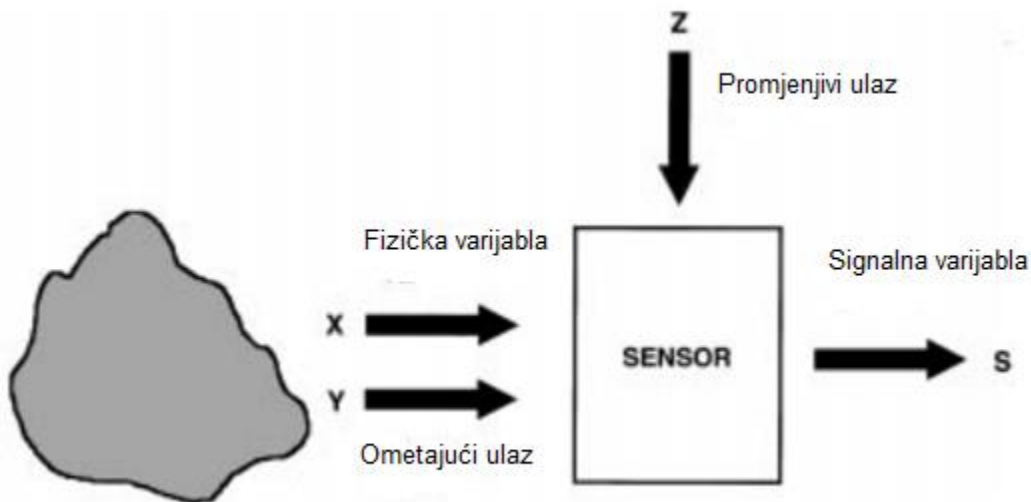 Z
Promjenjivi ulaz
Fizička varijabla
Signalna varijabla
X
SENSOR
S
Y
Ometajući ulaz